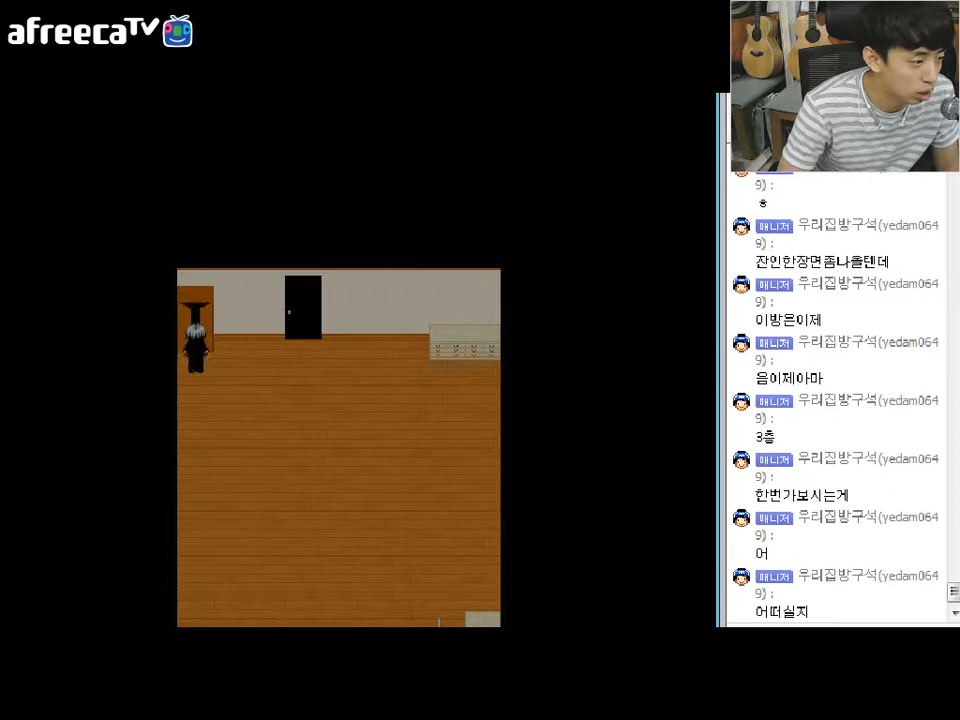 afreecaTV
9) :
ㅎ
매니저 우리집방구석(yedam064
9) :
잔인한장면좀나올텐데
매니저 우리집방구석(yedam064
9) :
이방은이제
매니저 우리집방구석(yedam064
9) :
음이제아마
매니저 우리집방구석(yedam064
9) :
3층
매니저 우리집방구석(yedam064
9) :
한번가보시는게
매니저 우리집방구석(yedam064
9) :
어
매니저 우리집방구석(yedam064
9) :
어떠실지